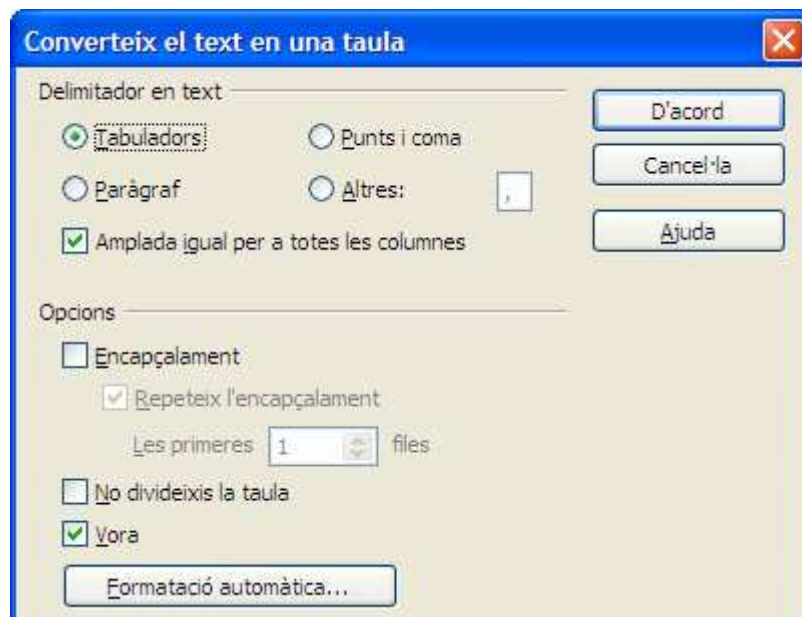 Converteix el text en una taula
Delimitador en text
Tabuladors
Punts i coma
Paràgraf
Altres:
,
Amplada igual per a totes les columnes
D'acord
Cancel·la
Ajuda
Opcions
Encapçalament
Repeteix l'encapçalament
Les primeres 1 files
No divideixis la taula
Vora
Formatació automàtica...